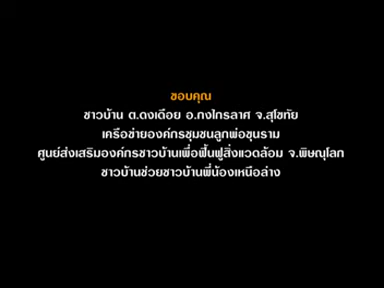 ขอบคุณ
ชาวบ้าน ต.ดงเดือย อ.กงไกรลาศ จ.สุโขทัย
เครือข่ายองค์กรชุมชนลูกพ่อขุนราม
ศูนย์ส่งเสริมองค์กรชาวบ้านเพื่อฟื้นฟูสิ่งแวดล้อม จ.พิษณุโลก
ชาวบ้านช่วยชาวบ้านพี่น้องเหนือล่าง